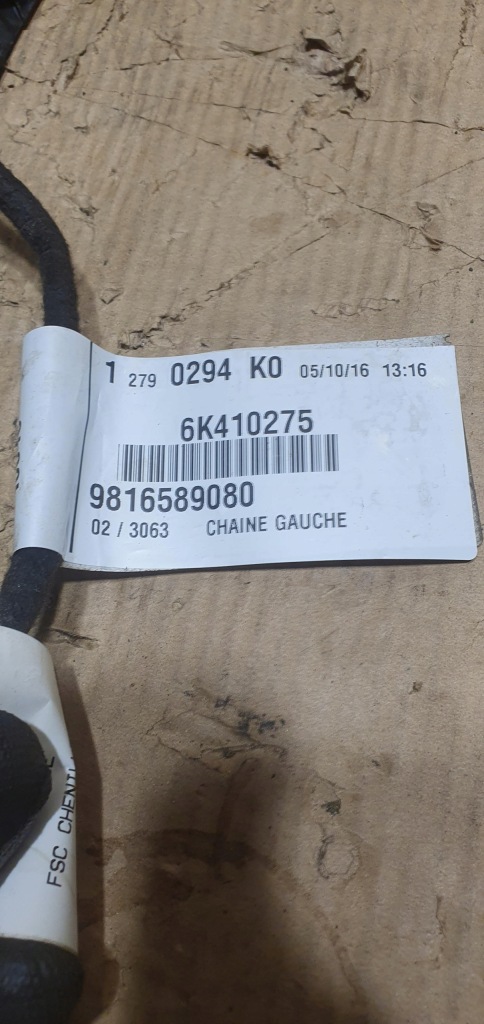 1 279 0294 K0 05/10/16 13:16
6K410275
9816589080
02 / 3063 CHAINE GAUCHE
FSC